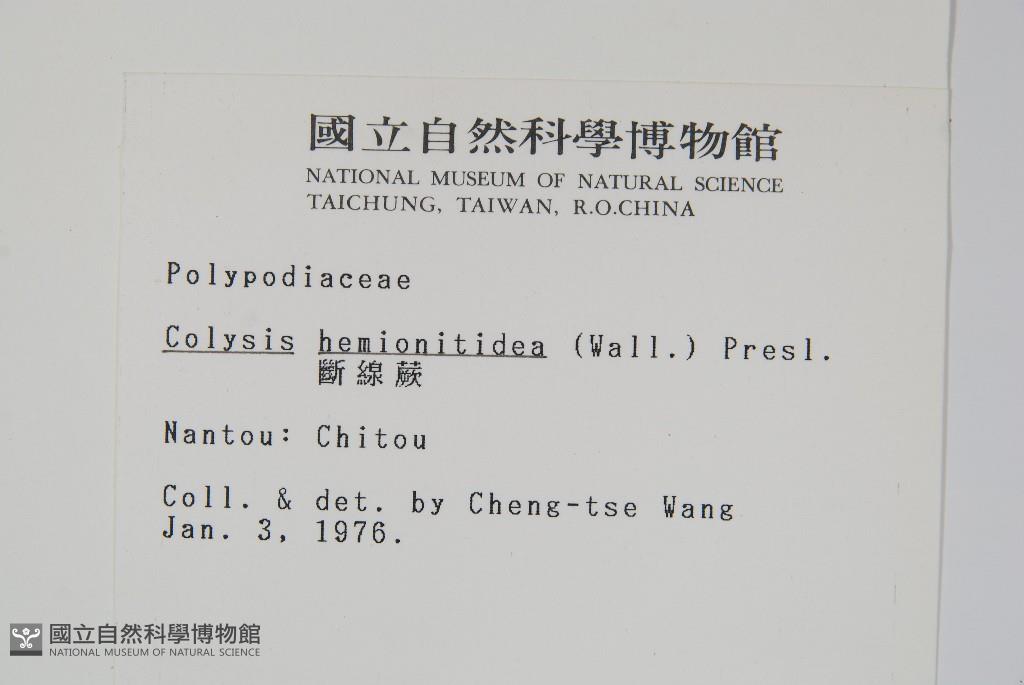 國立自然科學博物館
NATIONAL MUSEUM OF NATURAL SCIENCE
TAICHUNG, TAIWAN, R.O.CHINA
Polypodiaceae
Colysis hemionitidea (Wall.) Presl.
斷線蕨
Nantou: Chitou
Coll. & det. by Cheng-tse Wang
Jan. 3, 1976.
國立自然科學博物館
NATIONAL MUSEUM OF NATURAL SCIENCE